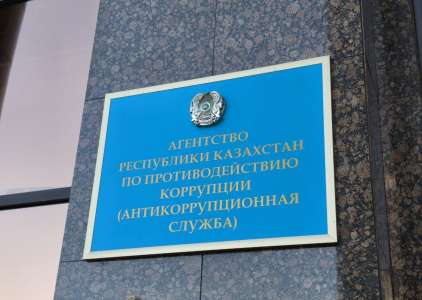 АГЕНТСТВО
РЕСПУБЛИКИ КАЗАХСТАН
ПО ПРОТИВОДЕЙСТВИЮ
КОРРУПЦИИ
(АНТИКОРРУПЦИОННАЯ
СЛУЖБА)